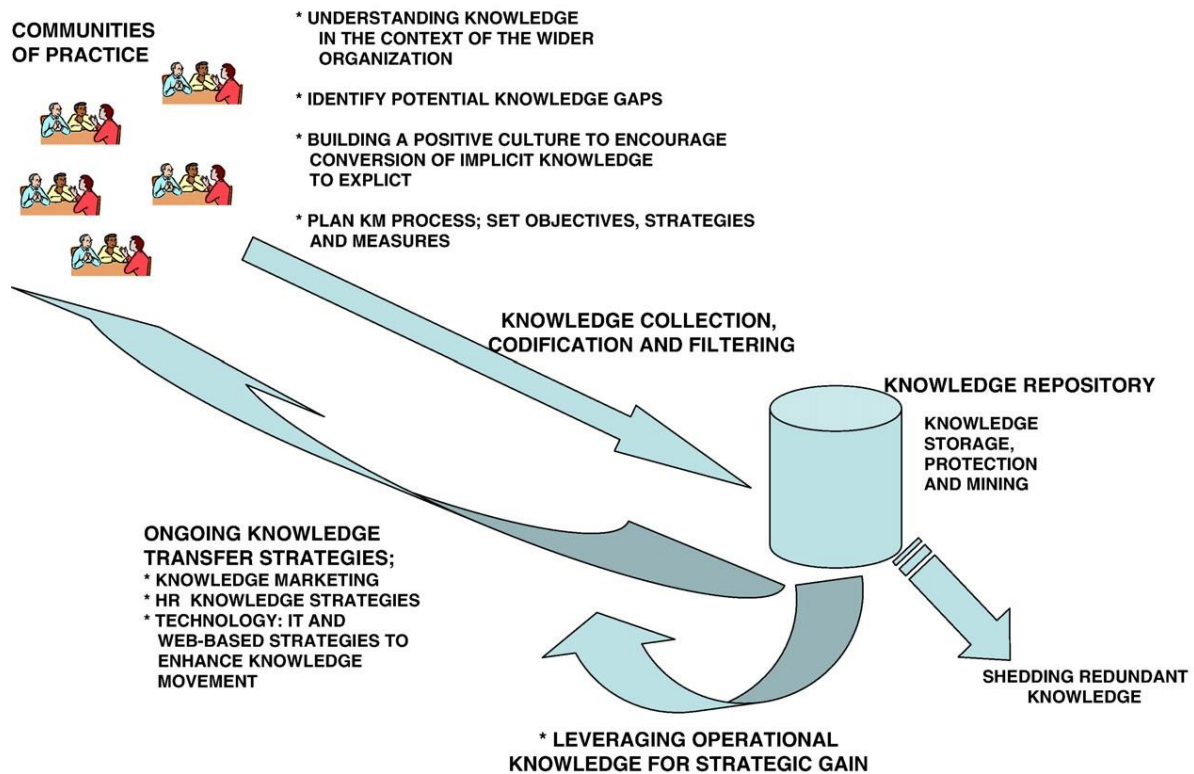 COMMUNITIES
OF PRACTICE
* UNDERSTANDING KNOWLEDGE
IN THE CONTEXT OF THE WIDER
ORGANIZATION
* IDENTIFY POTENTIAL KNOWLEDGE GAPS
* BUILDING A POSITIVE CULTURE TO ENCOURAGE
CONVERSION OF IMPLICIT KNOWLEDGE
TO EXPLICT
* PLAN KM PROCESS; SET OBJECTIVES, STRATEGIES
AND MEASURES
KNOWLEDGE COLLECTION,
CODIFICATION AND FILTERING
KNOWLEDGE REPOSITORY
KNOWLEDGE
STORAGE,
PROTECTION
AND MINING
ONGOING KNOWLEDGE
TRANSFER STRATEGIES;
* KNOWLEDGE MARKETING
* HR KNOWLEDGE STRATEGIES
* TECHNOLOGY: IT AND
WEB-BASED STRATEGIES TO
ENHANCE KNOWLEDGE
MOVEMENT
SHEDDING REDUNDANT
KNOWLEDGE
* LEVERAGING OPERATIONAL
KNOWLEDGE FOR STRATEGIC GAIN